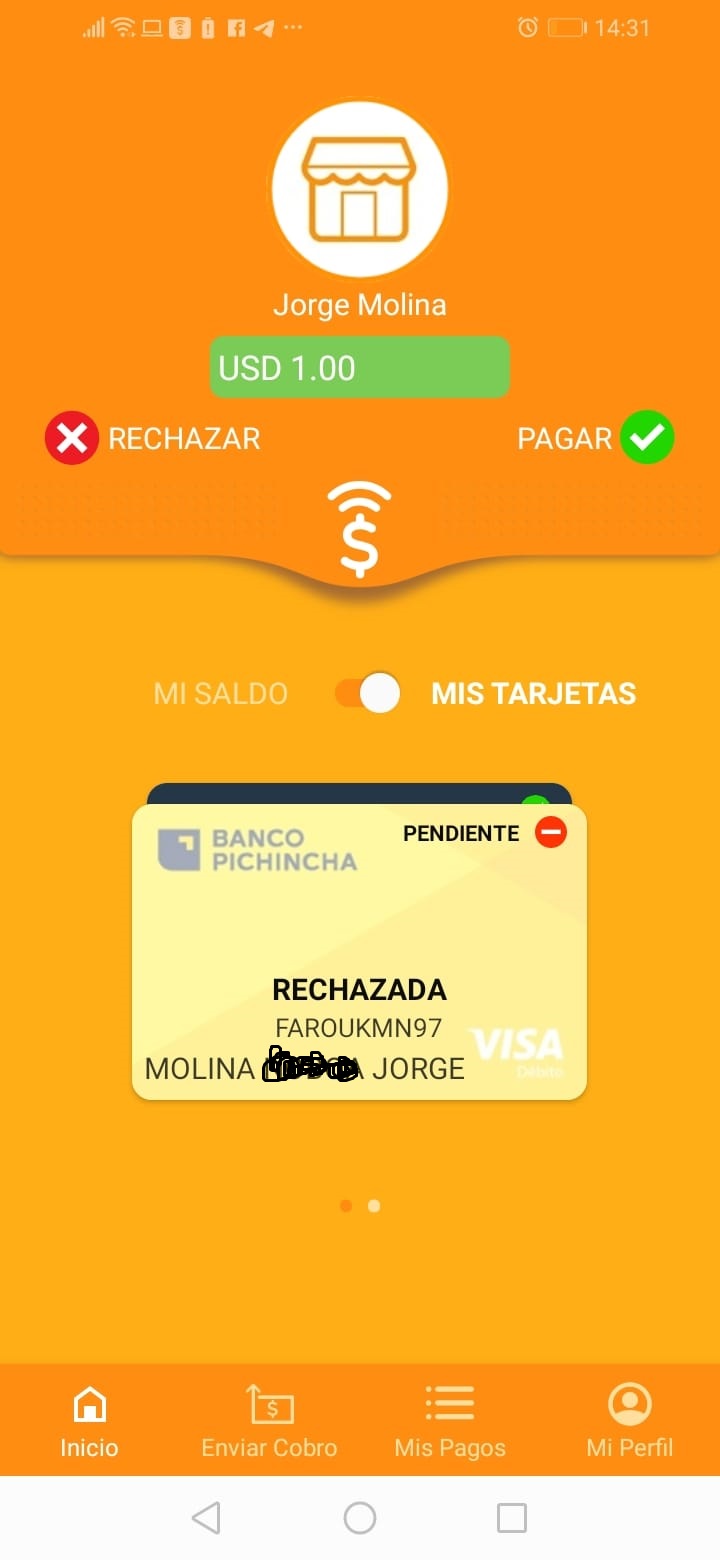 14:31
Jorge Molina
USD 1.00
RECHAZAR
PAGAR
MI SALDO
MIS TARJETAS
BANCO
PICHINCHA
PENDIENTE
RECHAZADA
FAROUKMN97
VISA
Débito
MOLINA JORGE
Inicio
Enviar Cobro
Mis Pagos
Mi Perfil